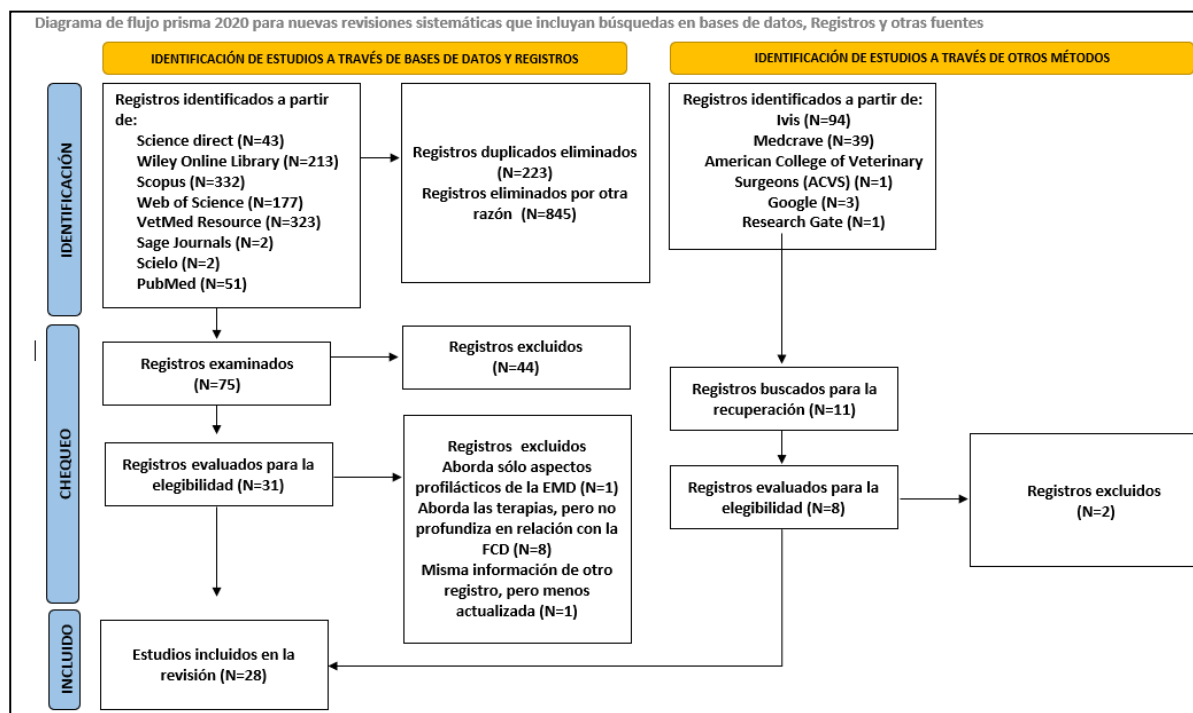 Diagrama de flujo prisma 2020 para nuevas revisiones sistemáticas que incluyan búsquedas en bases de datos, Registros y otras fuentes
IDENTIFICACIÓN DE ESTUDIOS A TRAVÉS DE BASES DE DATOS Y REGISTROS
IDENTIFICACIÓN DE ESTUDIOS A TRAVÉS DE OTROS MÉTODOS
IDENTIFICACIÓN
Registros identificados a partir
de:
Science direct (N=43)
Wiley Online Library (N=213)
Scopus (N=332)
Web of Science (N=177)
VetMed Resource (N=323)
Sage Journals (N=2)
Scielo (N=2)
PubMed (N=51)
Registros duplicados eliminados
(N=223)
Registros eliminados por otra
razón (N=845)
Registros identificados a partir de:
Ivis (N=94)
Medcrave (N=39)
American College of Veterinary
Surgeons (ACVS) (N=1)
Google (N=3)
Research Gate (N=1)
CHEQUEO
Registros examinados
(N=75)
Registros excluidos
(N=44)
Registros buscados para la
recuperación (N=11)
Registros evaluados para la
elegibilidad (N=31)
Registros excluidos
Aborda sólo aspectos
profilácticos de la EMD (N=1)
Aborda las terapias, pero no
profundiza en relación con la
FCD (N=8)
Misma información de otro
registro, pero menos
actualizada (N=1)
Registros evaluados para la
elegibilidad (N=8)
Registros excluidos
(N=2)
INCLUIDO
Estudios incluidos en la
revisión (N=28)